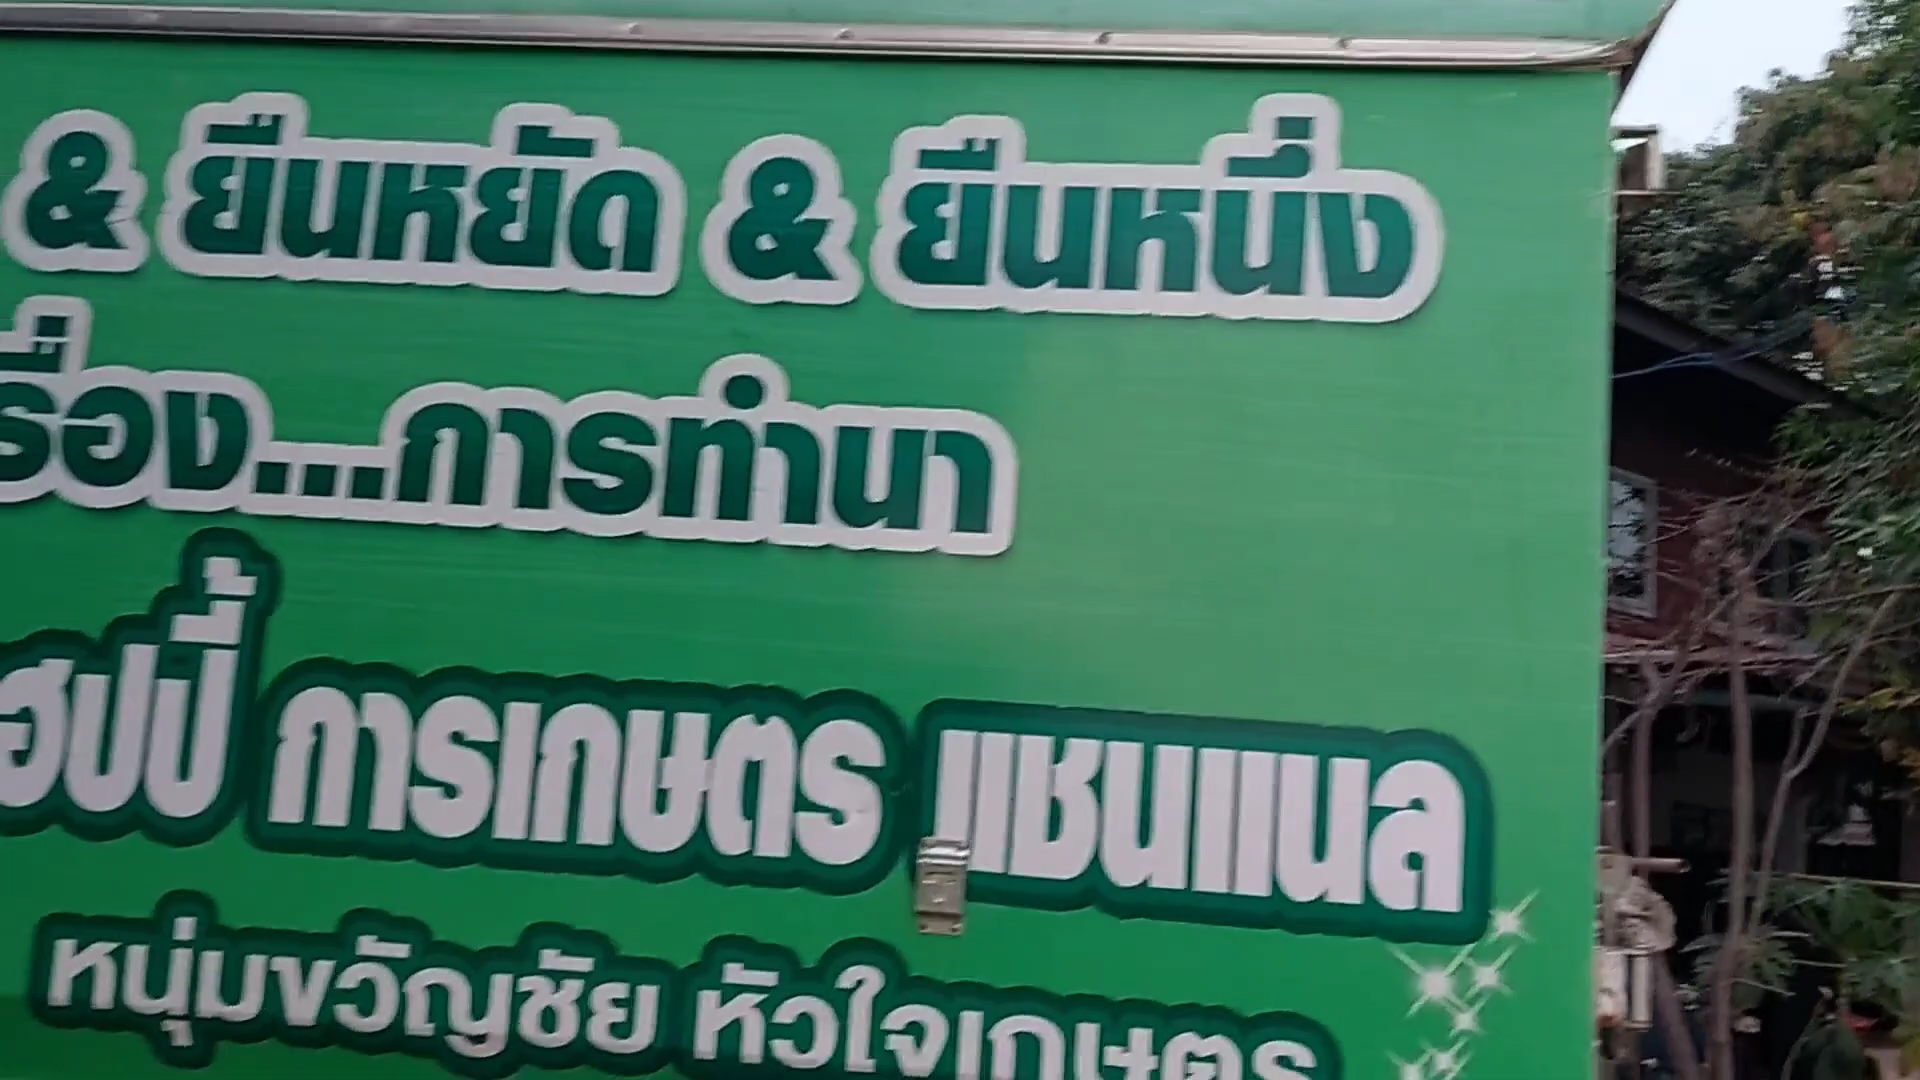 & ยืนหยัด & ยืนหนึ่ง
รื่อง...การทำนา
ฮปปี้ การเกษตร แชนแนล
หนุ่มขวัญชัย หัวใจเกษตร